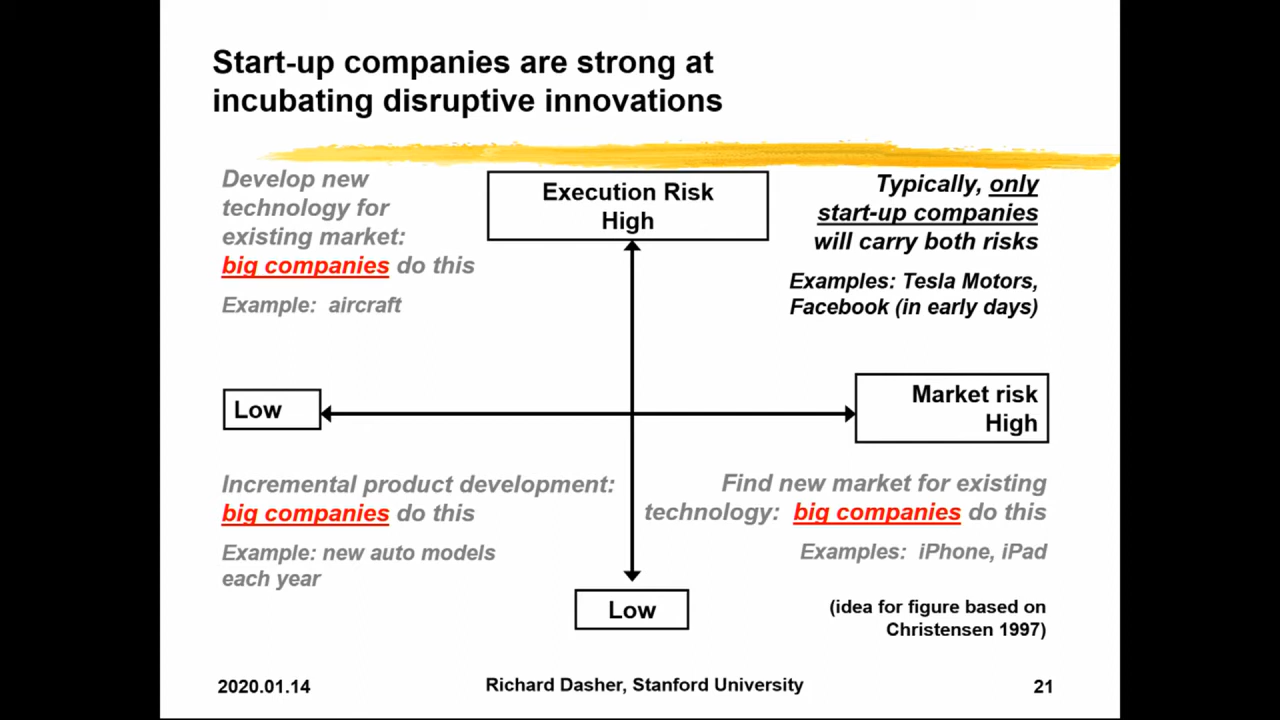 Start-up companies are strong at
incubating disruptive innovations
Develop new
technology for
existing market:
big companies do this
Example: aircraft
Execution Risk
High
Typically, only
start-up companies
will carry both risks
Examples: Tesla Motors,
Facebook (in early days)
Low
Market risk
High
Incremental product development:
big companies do this
Example: new auto models
each year
Find new market for existing
technology: big companies do this
Examples: iPhone, iPad
Low
(idea for figure based on
Christensen 1997)
2020.01.14
Richard Dasher, Stanford University
21